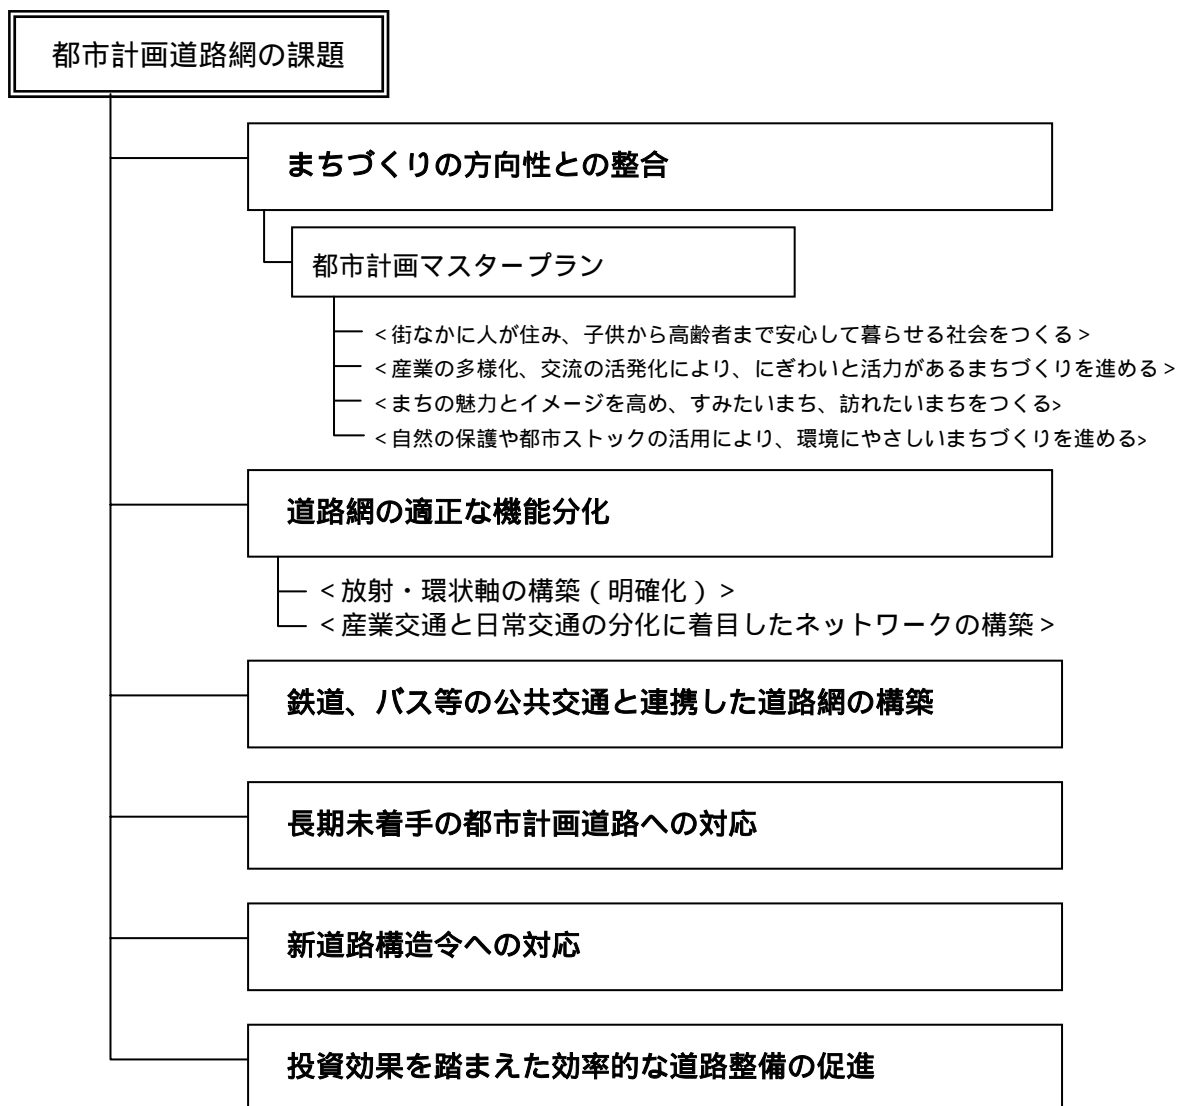 都市計画道路網の課題
まちづくりの方向性との整合
都市計画マスタープラン
<街なかに人が住み、子供から高齢者まで安心して暮らせる社会をつくる>
<産業の多様化、交流の活発化により、にぎわいと活力があるまちづくりを進める>
<まちの魅力とイメージを高め、すみたいまち、訪れたいまちをつくる>
<自然の保護や都市ストックの活用により、環境にやさしいまちづくりを進める>
道路網の適正な機能分化
<放射・環状軸の構築(明確化)>
<産業交通と日常交通の分化に着目したネットワークの構築>
鉄道、バス等の公共交通と連携した道路網の構築
長期未着手の都市計画道路への対応
新道路構造令への対応
投資効果を踏まえた効率的な道路整備の促進